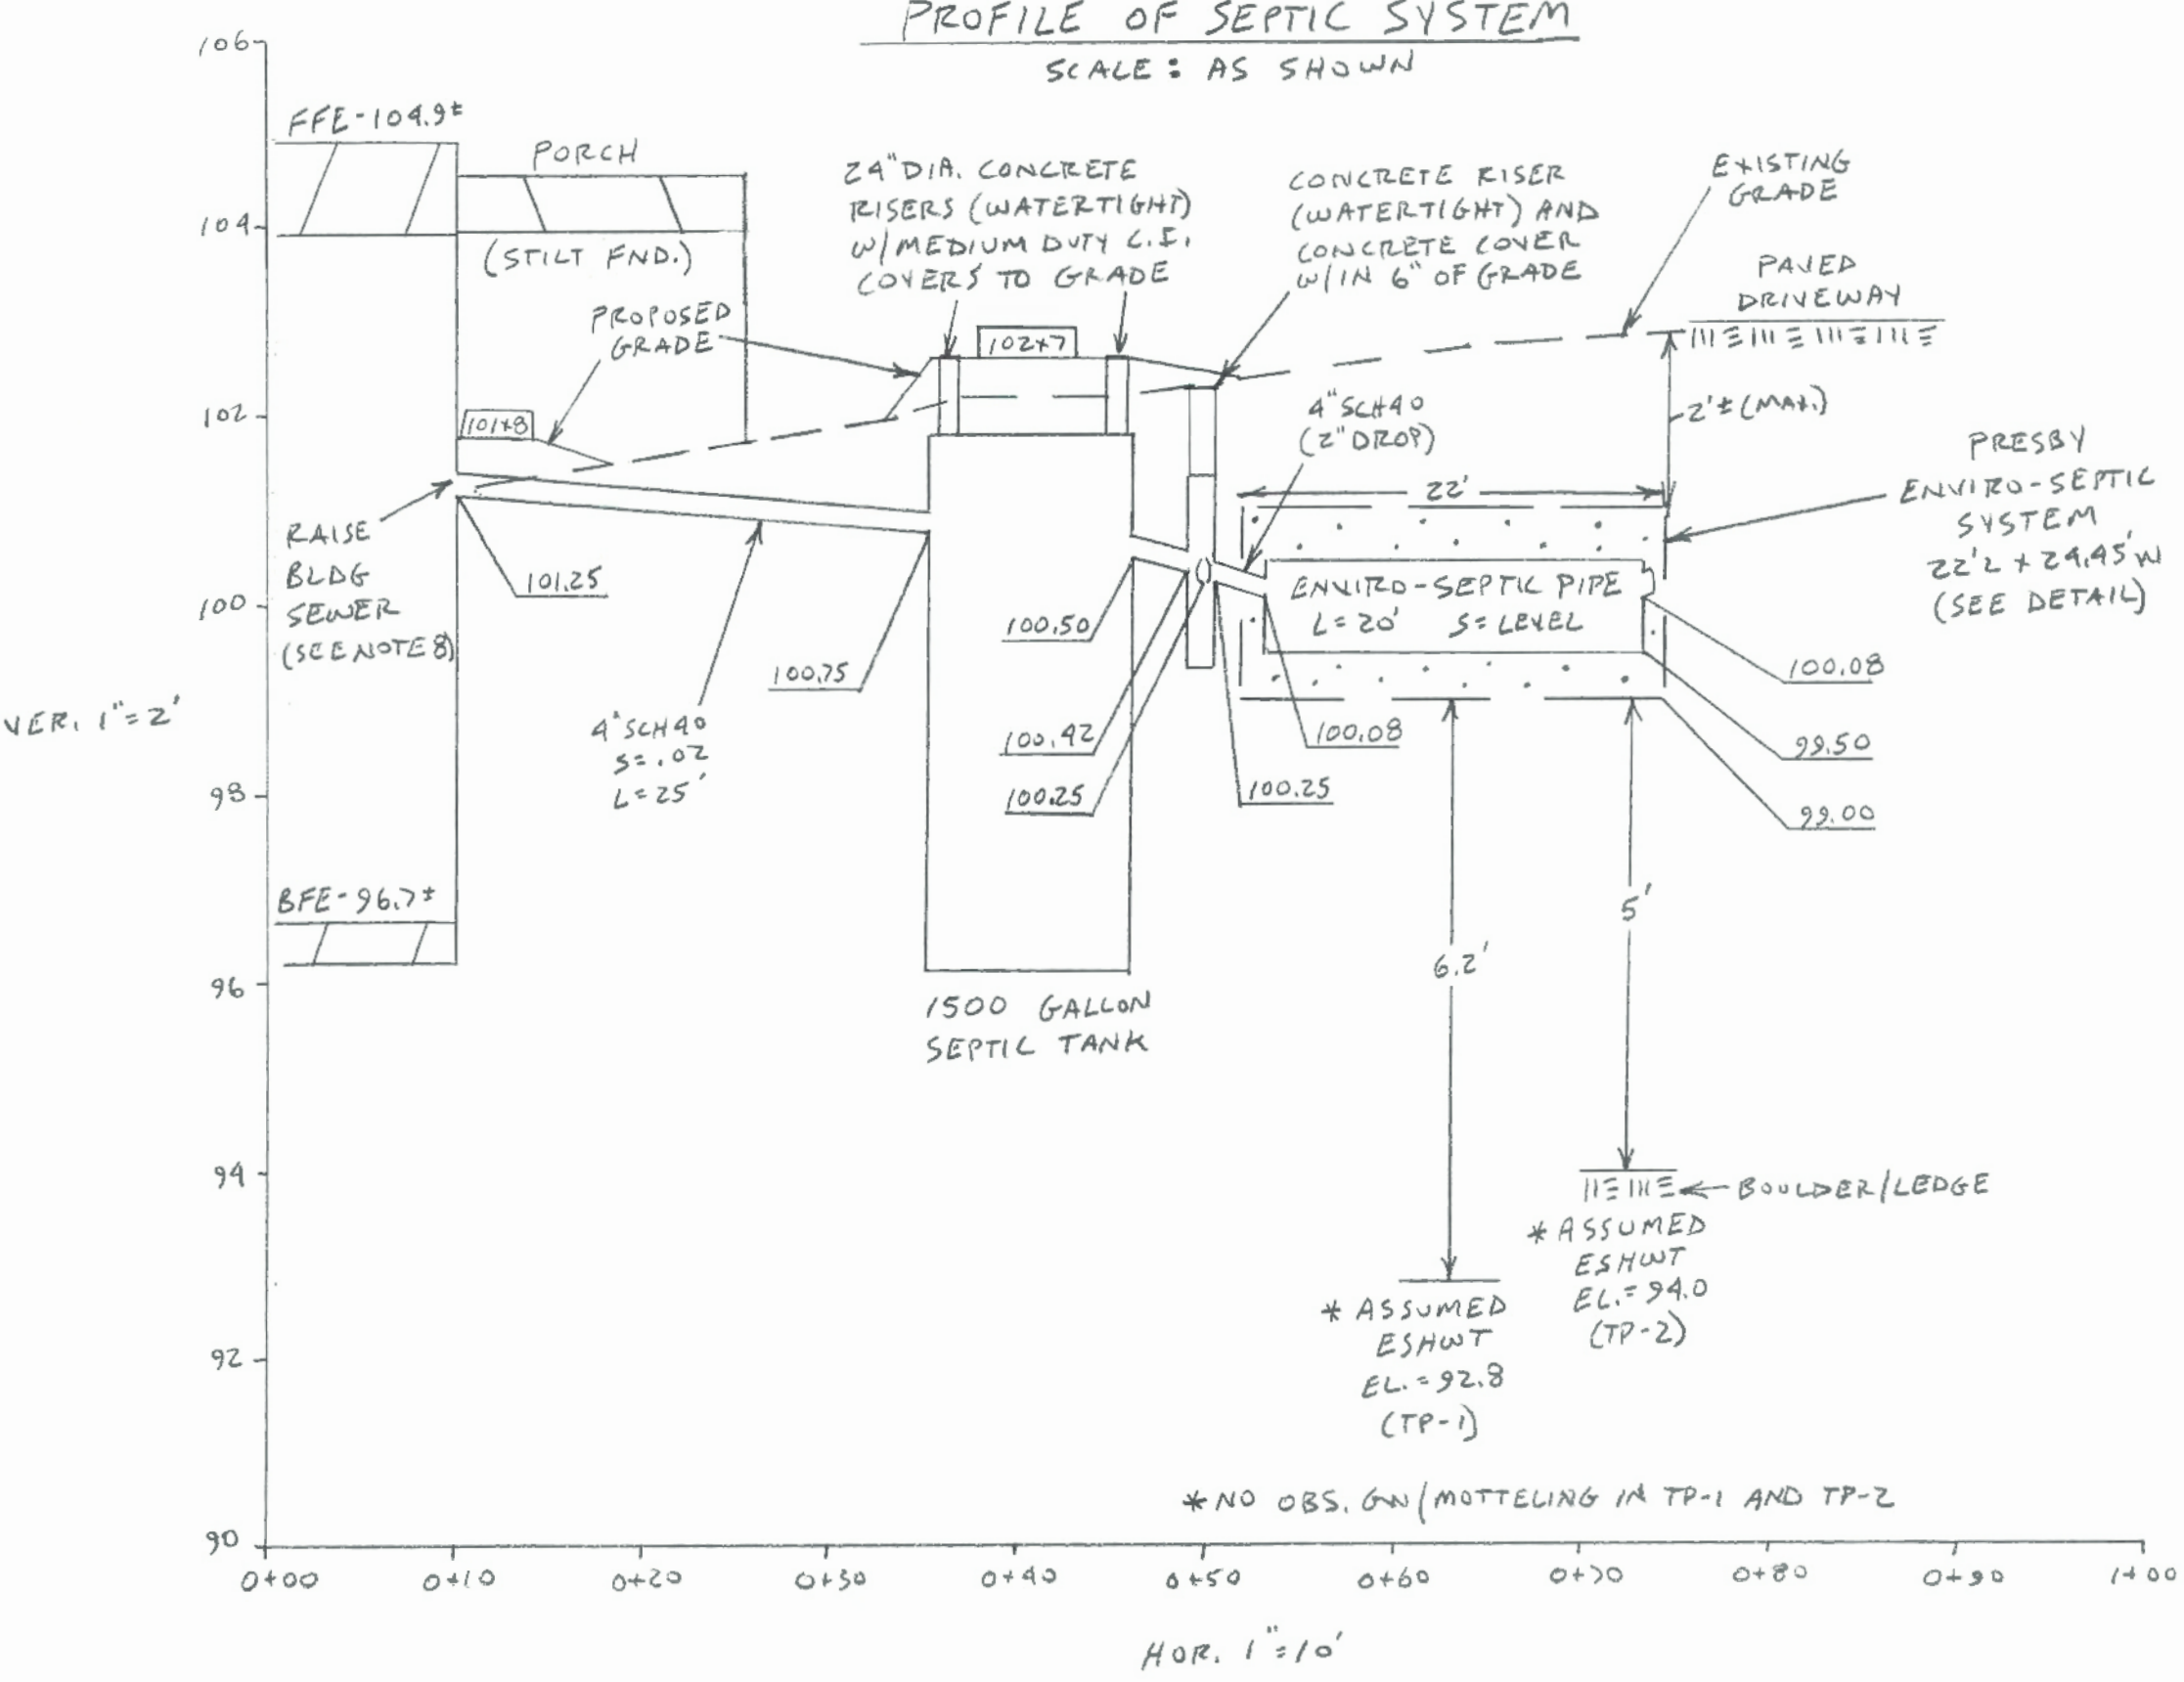 PROFILE OF SEPTIC SYSTEM
SCALE: AS SHOWN
106
104
102
100
98
96
94
92
90
VER. 1"=2'
FFE-104.9±
PORCH
(STILT FND.)
PROPOSED
GRADE
24" DIA. CONCRETE
RISERS (WATERTIGHT)
W/MEDIUM DUTY C.I.
COVERS TO GRADE
CONCRETE RISER
(WATERTIGHT) AND
CONCRETE COVER
W/IN 6" OF GRADE
EXISTING
GRADE
PAVED
DRIVEWAY
102+7
101+8
4" SCH40
(2" DROP)
2'± (MAX.)
PRESBY
ENVIRO-SEPTIC
SYSTEM
22'L + 24.45'W
(SEE DETAIL)
22'
RAISE
BLDG
SEWER
(SEE NOTE 8)
101.25
100.75
4" SCH40
S=.02
L=25'
100.50
100.42
100.25
ENVIRO-SEPTIC PIPE
L=20' S=LEVEL
100.08
100.25
100.08
99.50
99.00
BFE-96.7±
1500 GALLON
SEPTIC TANK
6.2'
5'
BOULDER/LEDGE
* ASSUMED
ESHWT
EL.=94.0
(TP-2)
* ASSUMED
ESHWT
EL.=92.8
(TP-1)
*NO OBS. GW/MOTTELING IN TP-1 AND TP-2
0+00 0+10 0+20 0+30 0+40 0+50 0+60 0+70 0+80 0+90 1+00
HOR. 1"=10'